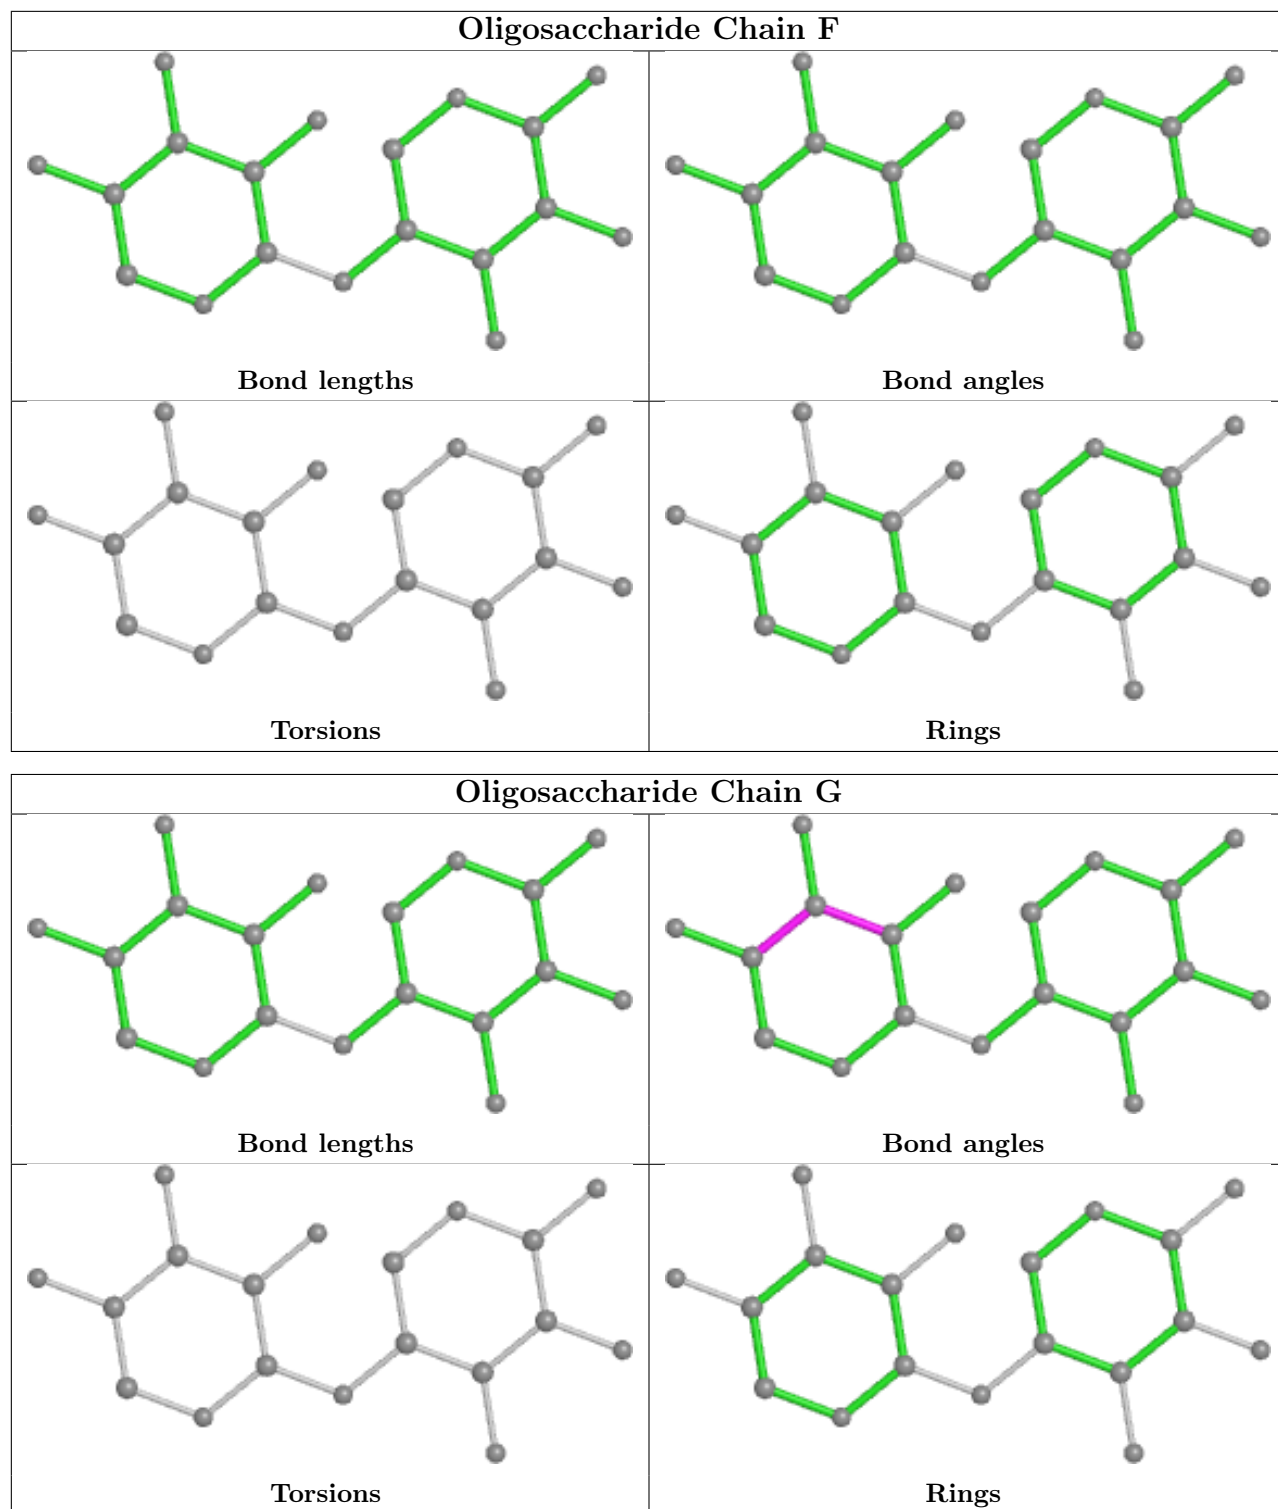 Oligosaccharide Chain F
Bond lengths
Bond angles
Torsions
Rings
Oligosaccharide Chain G
Bond lengths
Bond angles
Torsions
Rings